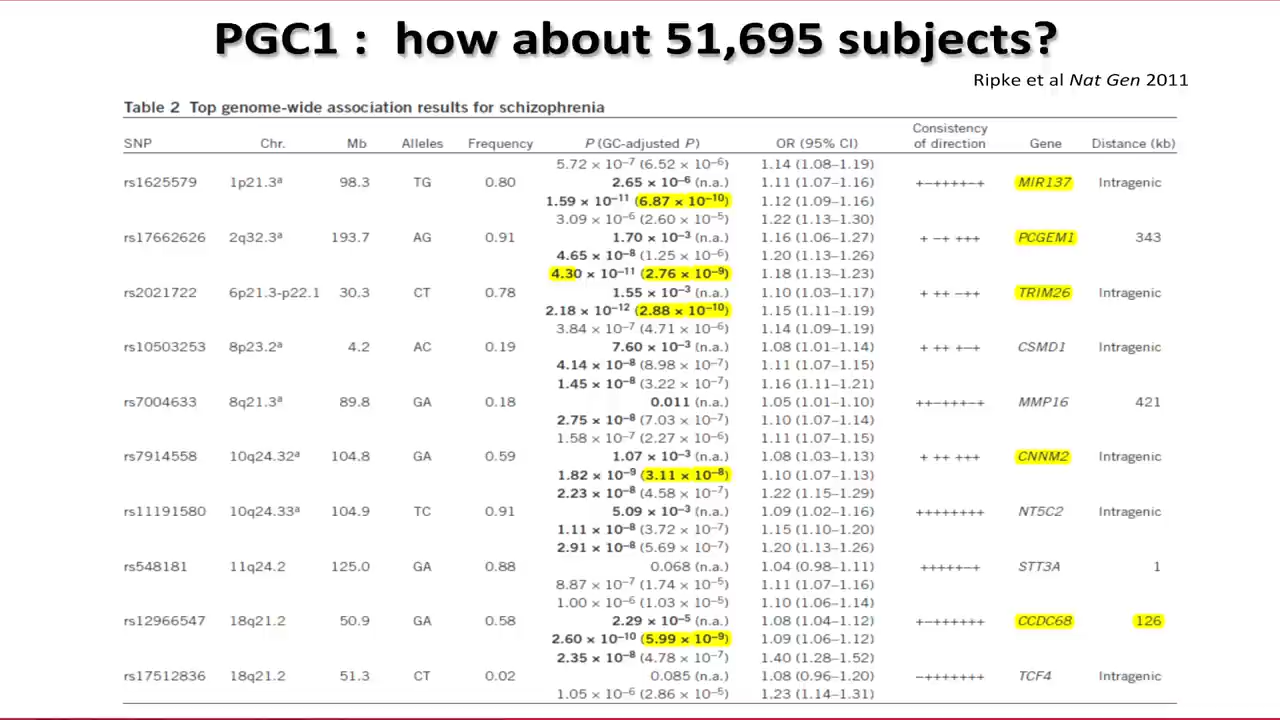 PGC1 : how about 51,695 subjects?
Ripke et al Nat Gen 2011
Table 2 Top genome-wide association results for schizophrenia
SNP Chr. Mb Alleles Frequency P (GC-adjusted P) OR (95% CI) Consistency of direction Gene Distance (kb)
5.72 × 10⁻⁷ (6.52 × 10⁻⁶) 1.14 (1.08–1.19)
rs1625579 1p21.3ᵃ 98.3 TG 0.80 2.65 × 10⁻⁶ (n.a.) 1.11 (1.07–1.16) +−++++−+ MIR137 Intragenic
1.59 × 10⁻¹¹ (6.87 × 10⁻¹⁰) 1.12 (1.09–1.16)
3.09 × 10⁻⁶ (2.60 × 10⁻⁵) 1.22 (1.13–1.30)
rs17662626 2q32.3ᵃ 193.7 AG 0.91 1.70 × 10⁻³ (n.a.) 1.16 (1.06–1.27) + −+ +++ PCGEM1 343
4.65 × 10⁻⁸ (1.25 × 10⁻⁶) 1.20 (1.13–1.26)
4.30 × 10⁻¹¹ (2.76 × 10⁻⁹) 1.18 (1.13–1.23)
rs2021722 6p21.3-p22.1 30.3 CT 0.78 1.55 × 10⁻³ (n.a.) 1.10 (1.03–1.17) + ++ −++ TRIM26 Intragenic
2.18 × 10⁻¹² (2.88 × 10⁻¹⁰) 1.15 (1.11–1.19)
3.84 × 10⁻⁷ (4.71 × 10⁻⁶) 1.14 (1.09–1.19)
rs10503253 8p23.2ᵃ 4.2 AC 0.19 7.60 × 10⁻³ (n.a.) 1.08 (1.01–1.14) + ++ +−+ CSMD1 Intragenic
4.14 × 10⁻⁸ (8.98 × 10⁻⁷) 1.11 (1.07–1.15)
1.45 × 10⁻⁸ (3.22 × 10⁻⁷) 1.16 (1.11–1.21)
rs7004633 8q21.3ᵃ 89.8 GA 0.18 0.011 (n.a.) 1.05 (1.01–1.10) ++−+++−+ MMP16 421
2.75 × 10⁻⁸ (7.03 × 10⁻⁷) 1.10 (1.07–1.14)
1.58 × 10⁻⁷ (2.27 × 10⁻⁶) 1.11 (1.07–1.15)
rs7914558 10q24.32ᵃ 104.8 GA 0.59 1.07 × 10⁻³ (n.a.) 1.08 (1.03–1.13) + ++ +++ CNNM2 Intragenic
1.82 × 10⁻⁹ (3.11 × 10⁻⁸) 1.10 (1.07–1.13)
2.23 × 10⁻⁸ (4.58 × 10⁻⁷) 1.22 (1.15–1.29)
rs11191580 10q24.33ᵃ 104.9 TC 0.91 5.09 × 10⁻³ (n.a.) 1.09 (1.02–1.16) ++++++++ NT5C2 Intragenic
1.11 × 10⁻⁸ (3.72 × 10⁻⁷) 1.15 (1.10–1.20)
2.91 × 10⁻⁸ (5.69 × 10⁻⁷) 1.20 (1.13–1.26)
rs548181 11q24.2 125.0 GA 0.88 0.068 (n.a.) 1.04 (0.98–1.11) +++++−+ STT3A 1
8.87 × 10⁻⁷ (1.74 × 10⁻⁵) 1.11 (1.07–1.16)
1.00 × 10⁻⁶ (1.03 × 10⁻⁵) 1.10 (1.06–1.14)
rs12966547 18q21.2 50.9 GA 0.58 2.29 × 10⁻⁵ (n.a.) 1.08 (1.04–1.12) +−++++++ CCDC68 126
2.60 × 10⁻¹⁰ (5.99 × 10⁻⁹) 1.09 (1.06–1.12)
2.35 × 10⁻⁸ (4.78 × 10⁻⁷) 1.40 (1.28–1.52)
rs17512836 18q21.2 51.3 CT 0.02 0.085 (n.a.) 1.08 (0.96–1.20) −+++++++ TCF4 Intragenic
1.05 × 10⁻⁶ (2.86 × 10⁻⁵) 1.23 (1.14–1.31)